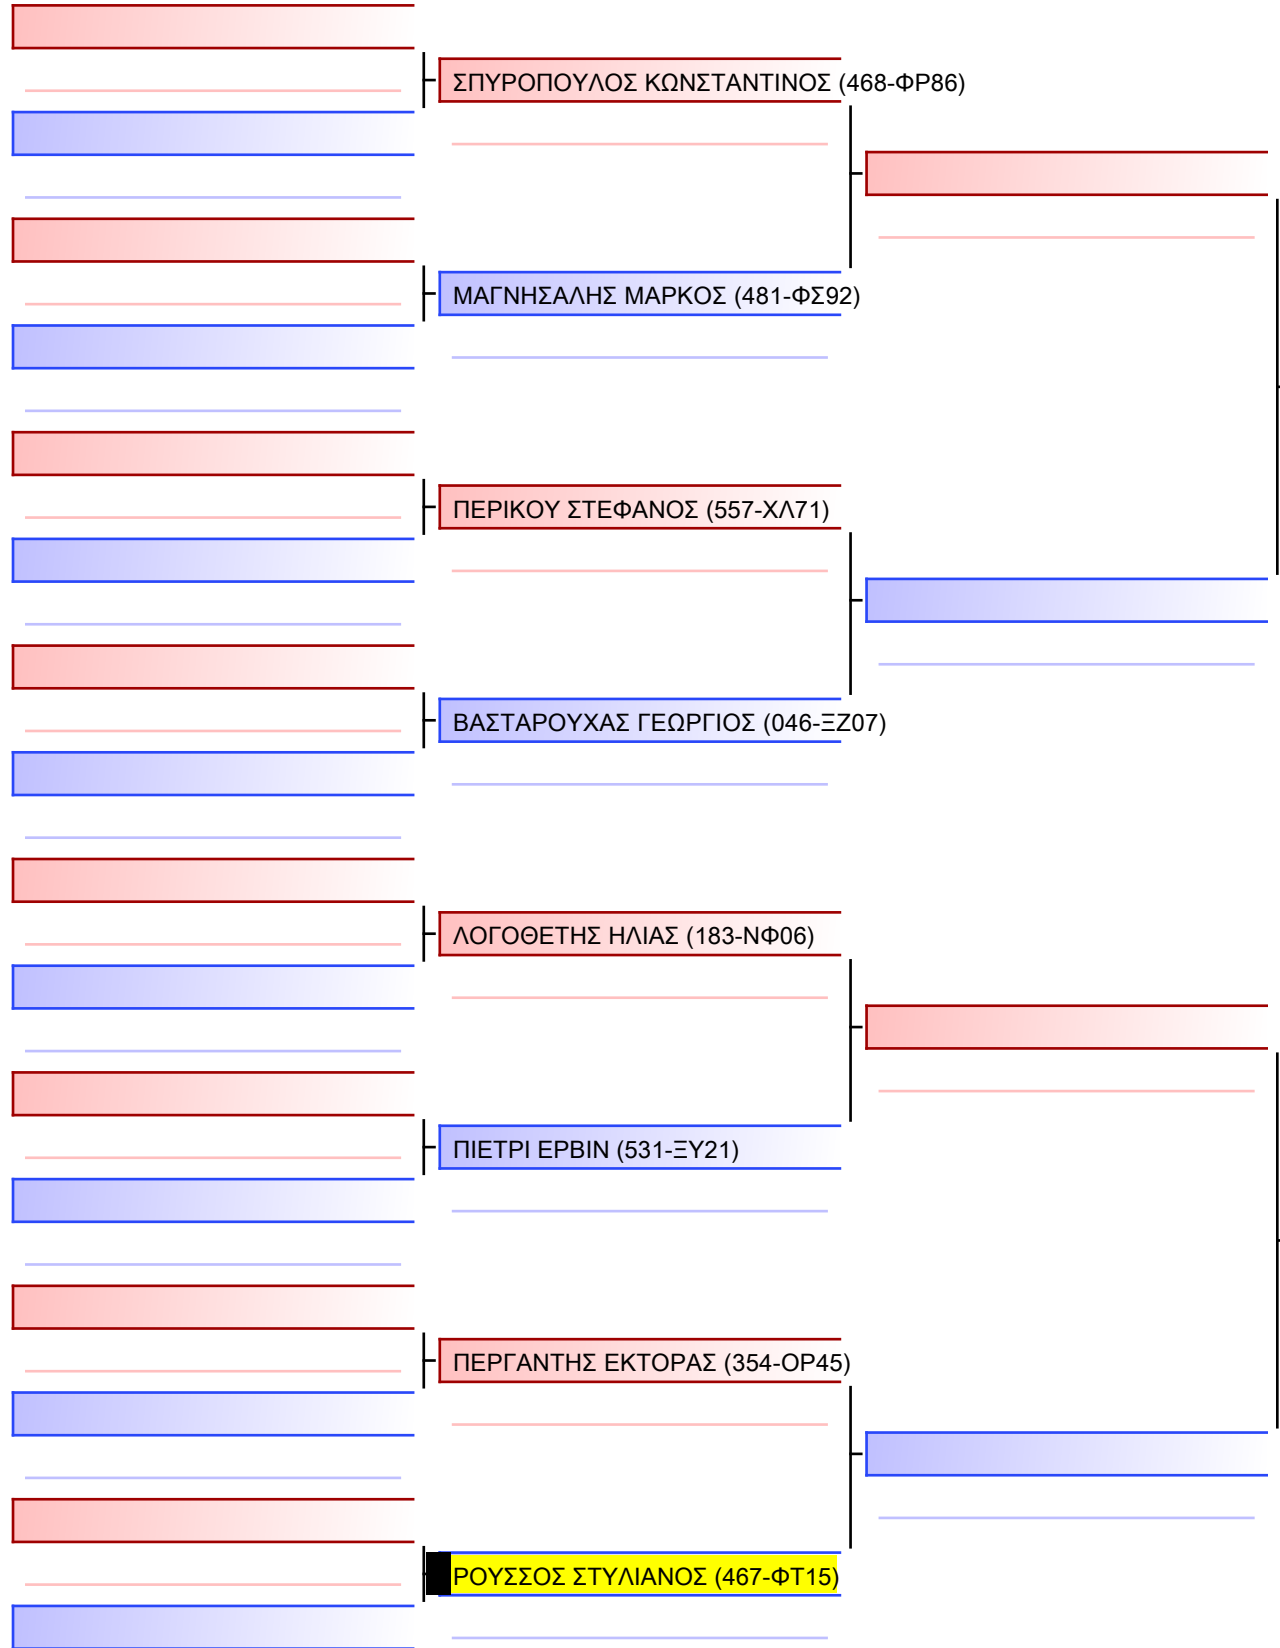 ΣΠΥΡΟΠΟΥΛΟΣ ΚΩΝΣΤΑΝΤΙΝΟΣ (468-ΦΡ86)
ΜΑΓΝΗΣΑΛΗΣ ΜΑΡΚΟΣ (481-ΦΣ92)
ΠΕΡΙΚΟΥ ΣΤΕΦΑΝΟΣ (557-ΧΛ71)
ΒΑΣΤΑΡΟΥΧΑΣ ΓΕΩΡΓΙΟΣ (046-ΞΖ07)
ΛΟΓΟΘΕΤΗΣ ΗΛΙΑΣ (183-ΝΦ06)
ΠΙΕΤΡΙ ΕΡΒΙΝ (531-ΞΥ21)
ΠΕΡΓΑΝΤΗΣ ΕΚΤΟΡΑΣ (354-ΟΡ45)
ΡΟΥΣΣΟΣ ΣΤΥΛΙΑΝΟΣ (467-ΦΤ15)